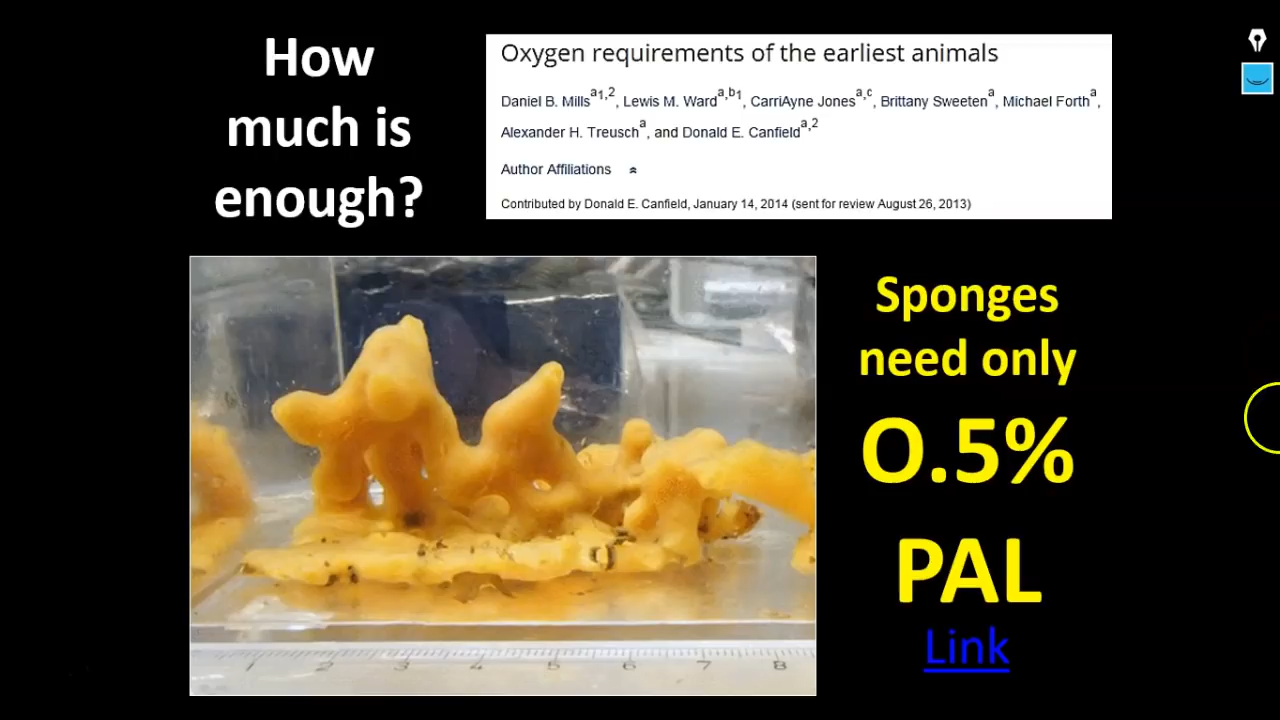 How
much is
enough?
Oxygen requirements of the earliest animals
Daniel B. Mills^a1,2, Lewis M. Ward^a,b1, CarriAyne Jones^a,c, Brittany Sweeten^a, Michael Forth^a,
Alexander H. Treusch^a, and Donald E. Canfield^a,2
Author Affiliations
Contributed by Donald E. Canfield, January 14, 2014 (sent for review August 26, 2013)
Sponges
need only
0.5%
PAL
Link
1 2 3 4 5 6 7 8